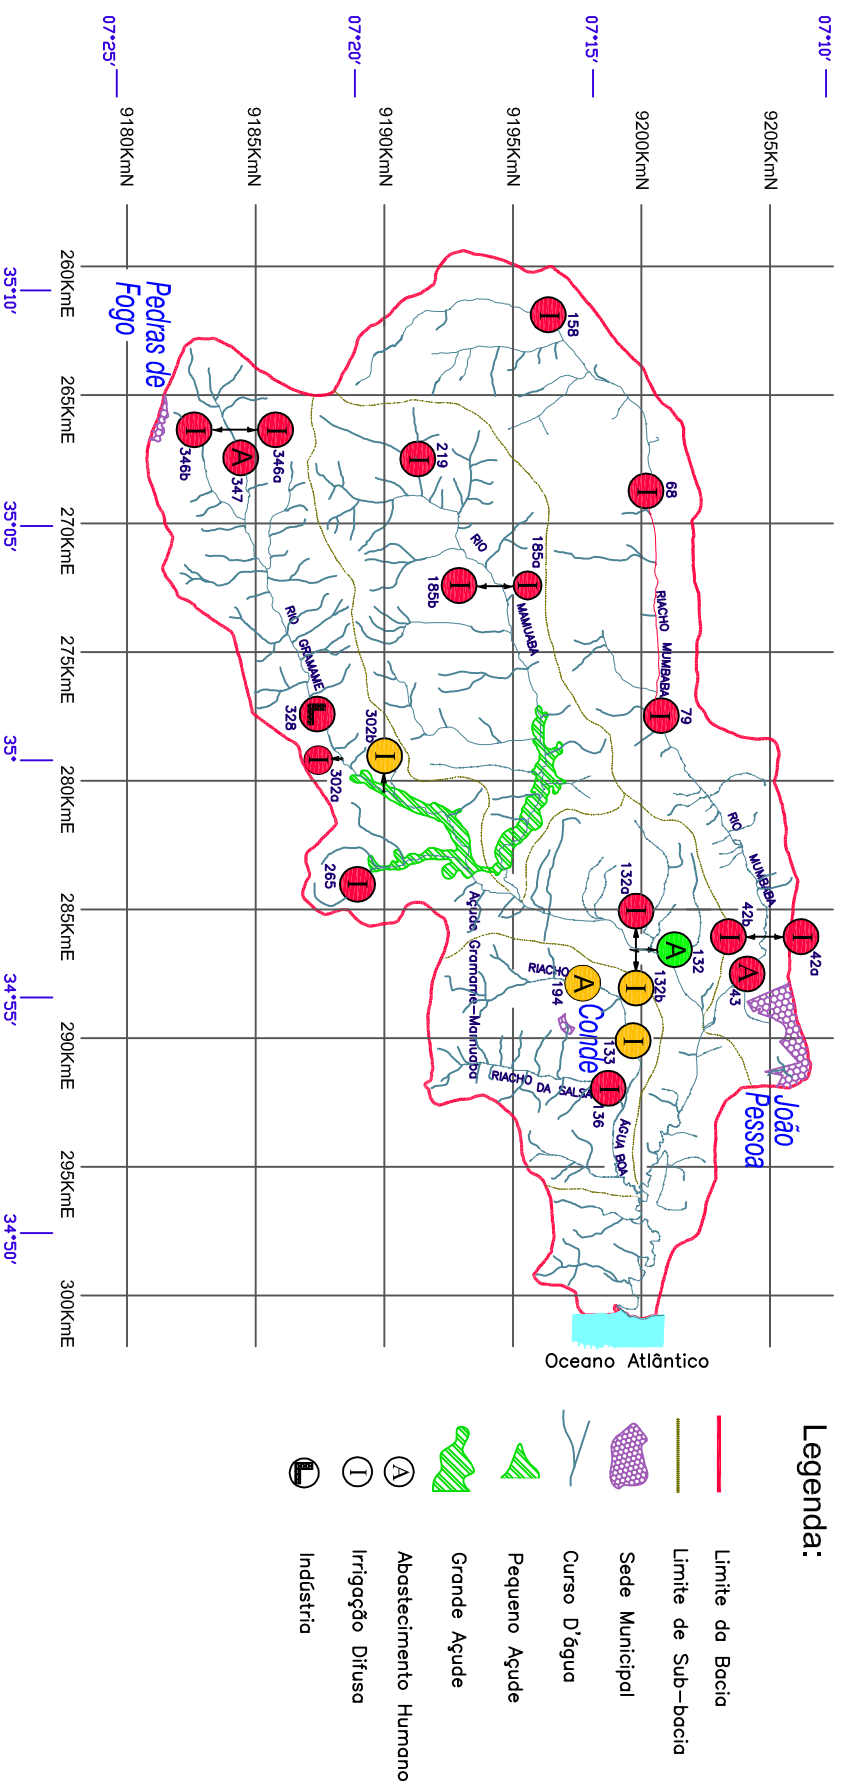 07°25'
07°20'
07°15'
07°10'
9180KmN
9185KmN
9190KmN
9195KmN
9200KmN
9205KmN
35°10'
35°05'
35°
34°55'
34°50'
260KmE
265KmE
270KmE
275KmE
280KmE
285KmE
290KmE
295KmE
300KmE
Pedras de
Fogo
I
158
I
346b
I
346a
A
347
I
219
I
68
RIO
MAMUABA
I
185a
I
185b
RIACHO MUMBABA
RIO GRAMAME
L
328
I
302a
I
302b
I
79
I
265
RIO MUMBABA
I
132a
A
132
I
132b
I
42b
I
42a
A
43
Açude Gramame-Mamuaba
RIACHO
A
194
Conde
I
133
RIACHO DA SALSA
I
136
ÁGUA BOA
João
Pessoa
Oceano Atlântico
Legenda:
Limite da Bacia
Limite de Sub-bacia
Sede Municipal
Curso D'água
Pequeno Açude
Grande Açude
A Abastecimento Humano
I Irrigação Difusa
L Indústria